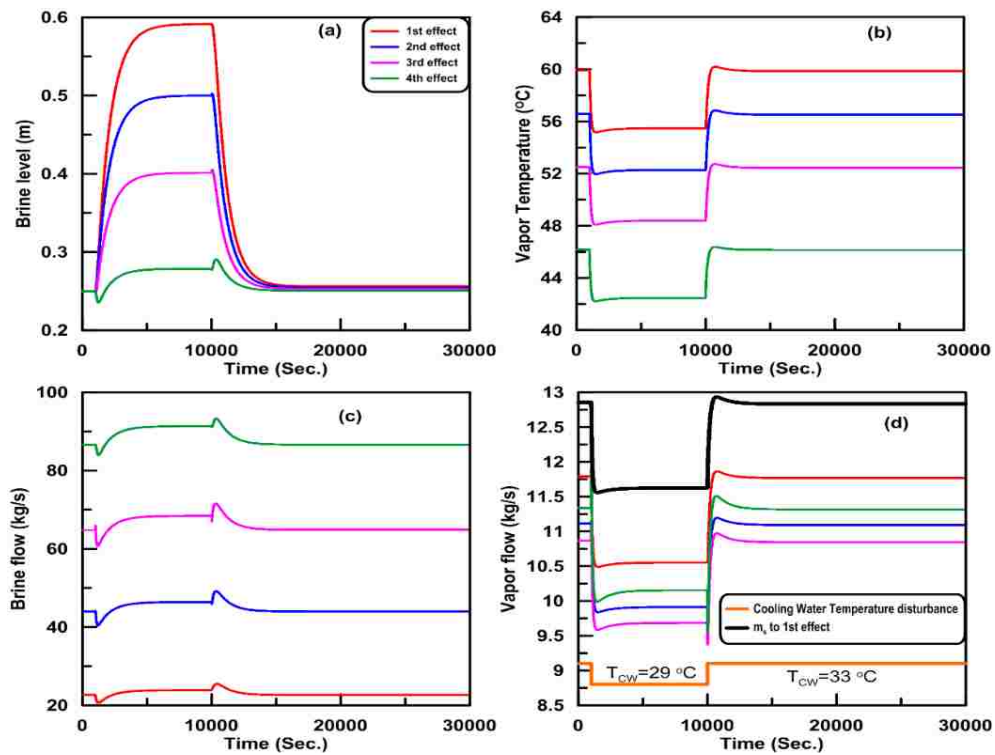 (a)
1st effect
2nd effect
3rd effect
4th effect
Brine level (m)
0.6
0.5
0.4
0.3
0.2
0 10000 20000 30000
Time (Sec.)
(b)
Vapor Temperature (°C)
64
60
56
52
48
44
40
0 10000 20000 30000
Time (Sec.)
(c)
Brine flow (kg/s)
100
80
60
40
20
0 10000 20000 30000
Time (Sec.)
(d)
Vapor flow (kg/s)
13
12.5
12
11.5
11
10.5
10
9.5
9
8.5
Cooling Water Temperature disturbance
ms to 1st effect
TCW=29 °C
TCW=33 °C
0 10000 20000 30000
Time (Sec.)